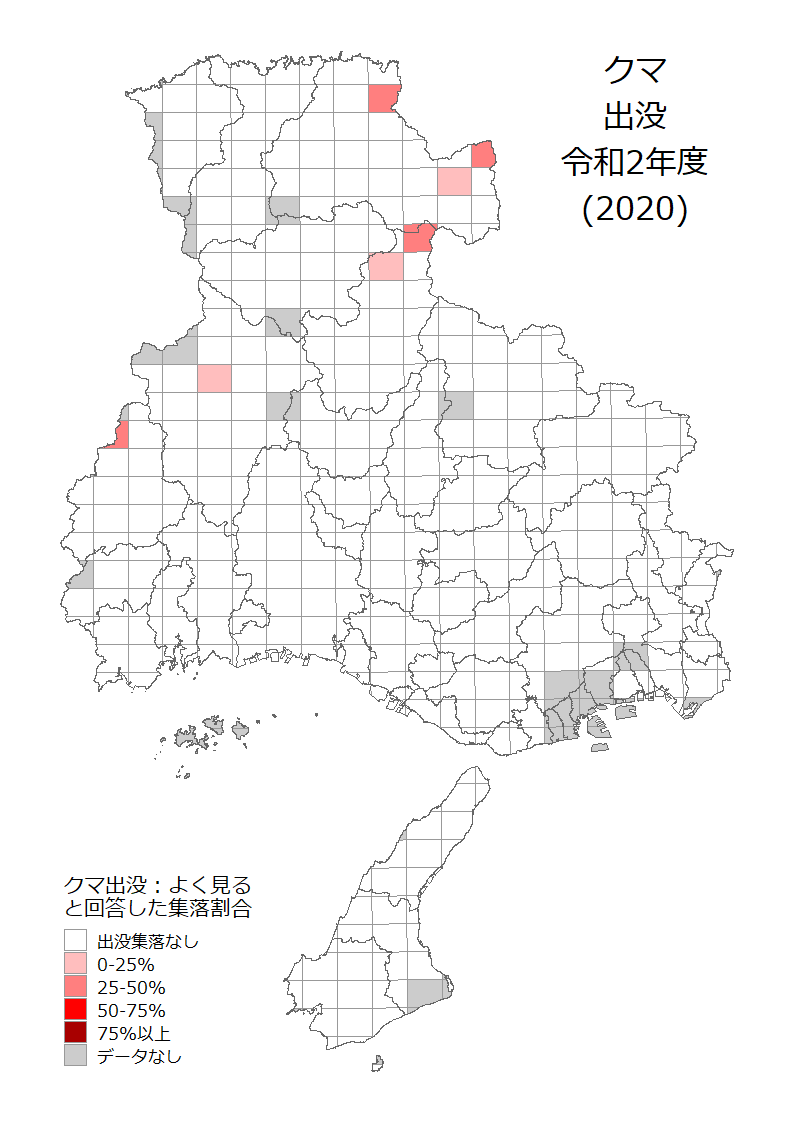 クマ
出没
令和2年度
(2020)
クマ出没：よく見る
と回答した集落割合
出没集落なし
0-25%
25-50%
50-75%
75%以上
データなし